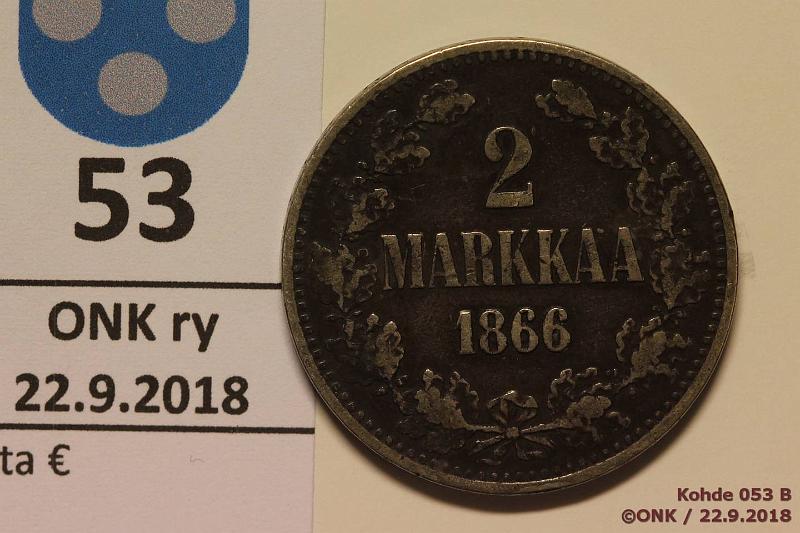 53
ONK ry
22.9.2018
ta €
2
MARKKAA
1866
Kohde 053 B
©ONK / 22.9.2018